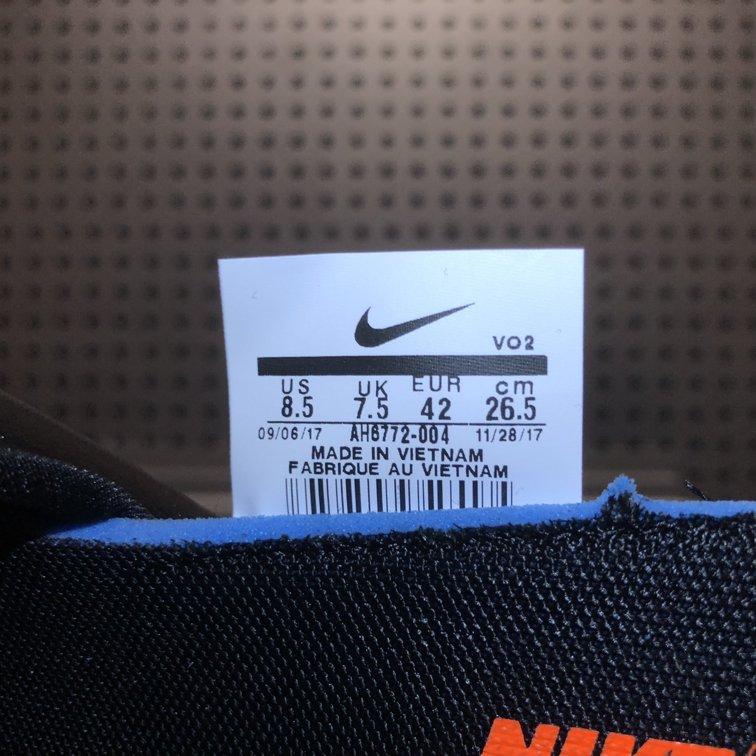 VO2
US UK EUR cm
8.5 7.5 42 26.5
09/06/17 AH6772-004 11/28/17
MADE IN VIETNAM
FABRIQUE AU VIETNAM
NIKE